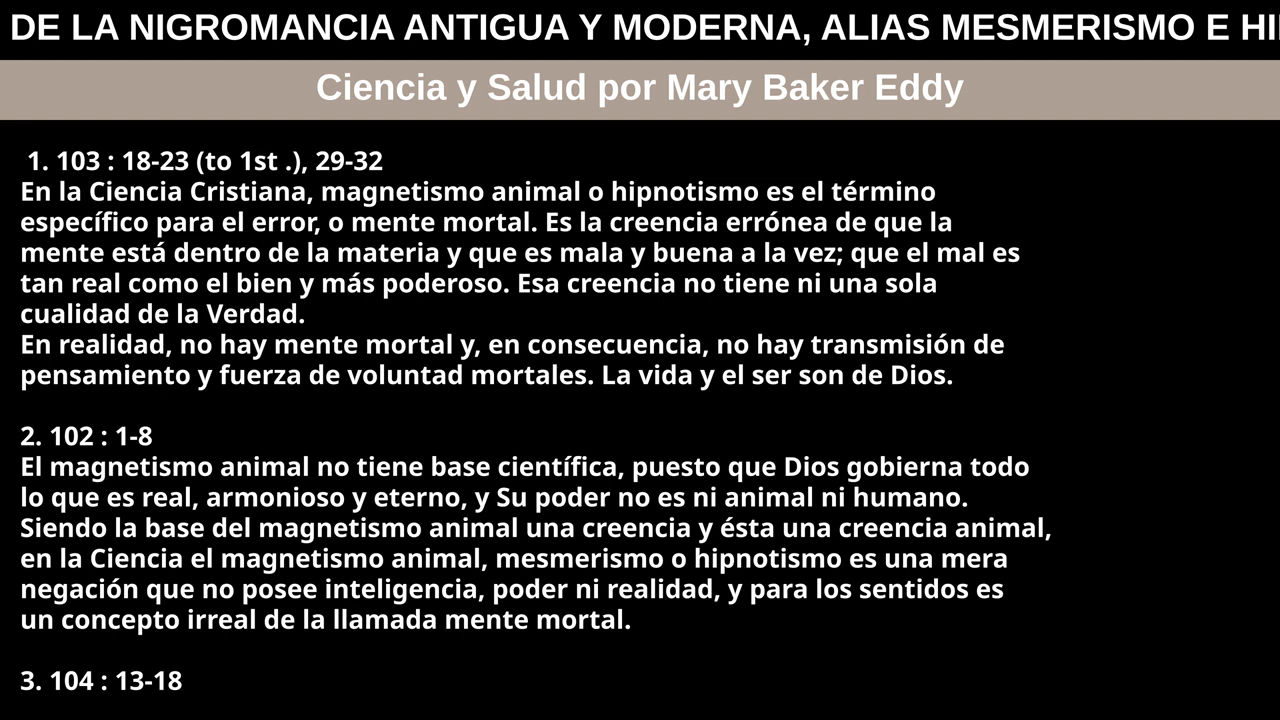 DE LA NIGROMANCIA ANTIGUA Y MODERNA, ALIAS MESMERISMO E
Ciencia y Salud por Mary Baker Eddy
1. 103 : 18-23 (to 1st .), 29-32
En la Ciencia Cristiana, magnetismo animal o hipnotismo es el término
específico para el error, o mente mortal. Es la creencia errónea de que la
mente está dentro de la materia y que es mala y buena a la vez; que el mal es
tan real como el bien y más poderoso. Esa creencia no tiene ni una sola
cualidad de la Verdad.
En realidad, no hay mente mortal y, en consecuencia, no hay transmisión de
pensamiento y fuerza de voluntad mortales. La vida y el ser son de Dios.
2. 102 : 1-8
El magnetismo animal no tiene base científica, puesto que Dios gobierna todo
lo que es real, armonioso y eterno, y Su poder no es ni animal ni humano.
Siendo la base del magnetismo animal una creencia y ésta una creencia animal,
en la Ciencia el magnetismo animal, mesmerismo o hipnotismo es una mera
negación que no posee inteligencia, poder ni realidad, y para los sentidos es
un concepto irreal de la llamada mente mortal.
3. 104 : 13-18